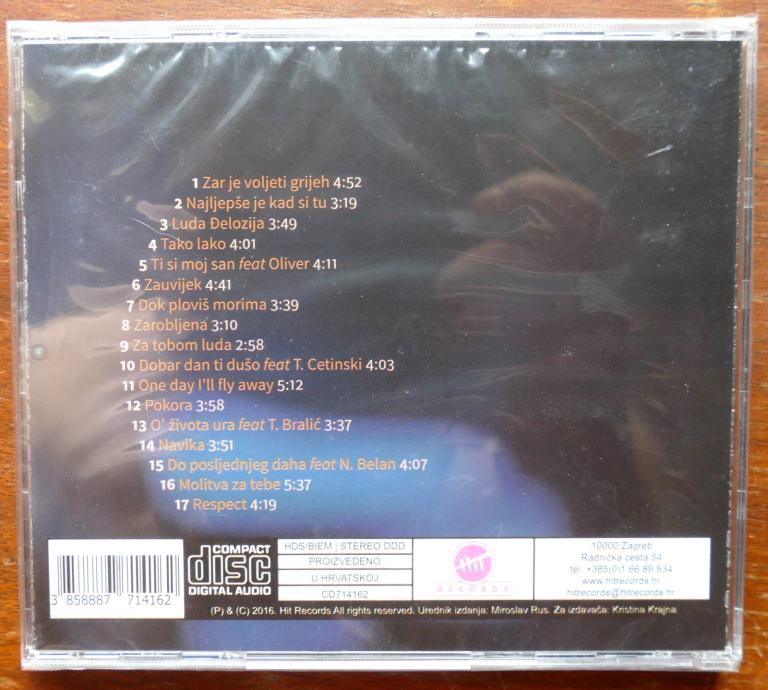 1 Zar je voljeti grijeh 4:52
2 Najljepše je kad si tu 3:19
3 Luda Đelozija 3:49
4 Tako lako 4:01
5 Ti si moj san feat Oliver 4:11
6 Zauvijek 4:41
7 Dok ploviš morima 3:39
8 Zarobljena 3:10
9 Za tobom luda 2:58
10 Dobar dan ti dušo feat T. Cetinski 4:03
11 One day I'll fly away 5:12
12 Pokora 3:58
13 O' života ura feat T. Bralić 3:37
14 Navika 3:51
15 Do posljednjeg daha feat N. Belan 4:07
16 Molitva za tebe 5:37
17 Respect 4:19
3 858887 714162
COMPACT
disc
DIGITAL AUDIO
HDS/BIEM | STEREO DDD
PROIZVEDENO
U HRVATSKOJ
CD714162
HIT
RECORDS
10000 Zagreb
Radnička cesta 54
tel: +385(0)1 66 89 534
www.hitrecords.hr
hitrecords@hitrecords.hr
(P) & (C) 2016. Hit Records All rights reserved. Urednik izdanja: Miroslav Rus. Za izdavača: Kristina Krajna